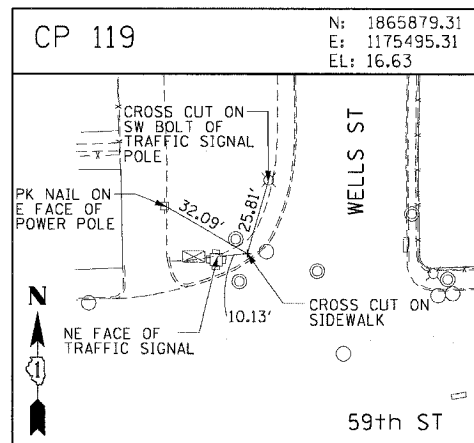 CP 119
N: 1865879.31
E: 1175495.31
EL: 16.63
CROSS CUT ON
SW BOLT OF
TRAFFIC SIGNAL
POLE
WELLS ST
PK NAIL ON
E FACE OF
POWER POLE
32.09'
25.81'
10.13'
CROSS CUT ON
SIDEWALK
NE FACE OF
TRAFFIC SIGNAL
N
1
59th ST